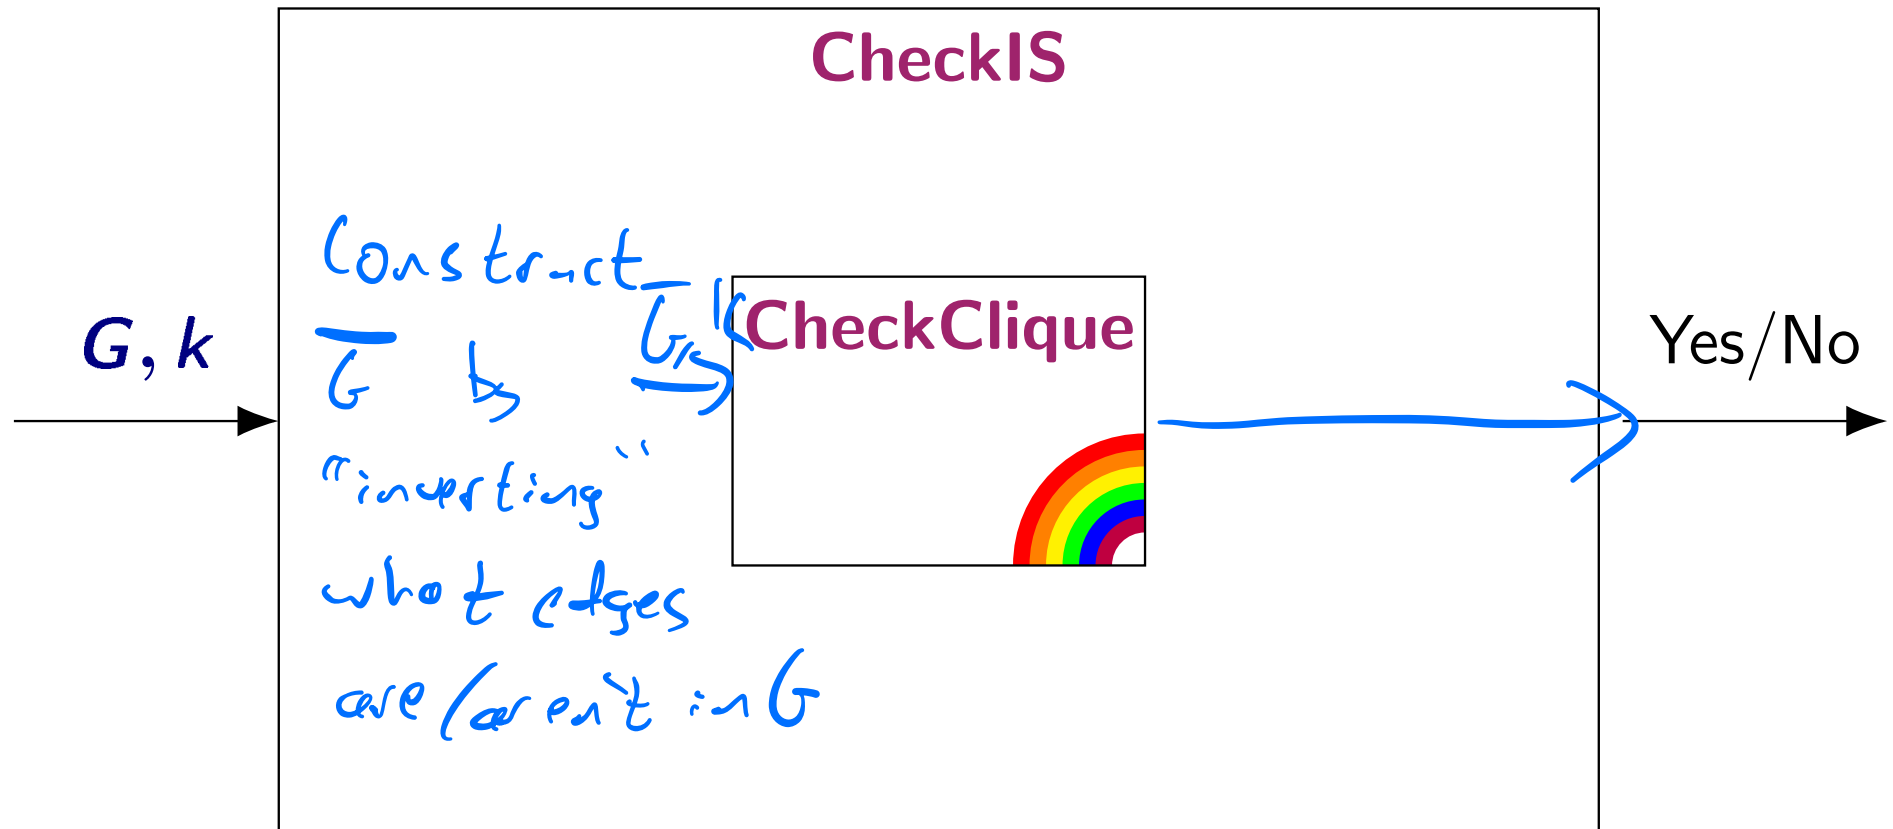 CheckIS
G, k
Construct
G̅ by
"inverting"
what edges
are/aren't in G
G̅, k
CheckClique
Yes/No